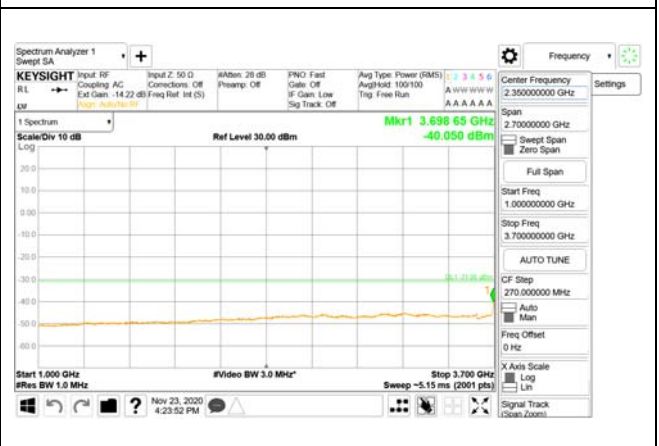 Spectrum Analyzer 1
Swept SA
Frequency
KEYSIGHT
RL
Input: RF
Coupling: AC
Ext Gain: -14.22 dB
Align: Auto/No RF
Input Z: 50 Ω
Corrections: Off
Freq Ref: Int (S)
#Atten: 28 dB
Preamp: Off
PNO: Fast
Gate: Off
IF Gain: Low
Sig Track: Off
Avg Type: Power (RMS)
Avg|Hold: 100/100
Trig: Free Run
1 2 3 4 5 6
A W W W W W
A A A A A A
1 Spectrum
Scale/Div 10 dB
Log
Ref Level 30.00 dBm
Mkr1 3.698 65 GHz
-40.050 dBm
20.0
10.0
0.00
-10.0
-20.0
-30.0
-40.0
-50.0
-60.0
1
Start 1.000 GHz
#Res BW 1.0 MHz
#Video BW 3.0 MHz*
Stop 3.700 GHz
Sweep ~5.15 ms (2001 pts)
Nov 23, 2020
4:23:52 PM
Center Frequency
2.350000000 GHz
Settings
Span
2.70000000 GHz
Swept Span
Zero Span
Full Span
Start Freq
1.000000000 GHz
Stop Freq
3.700000000 GHz
AUTO TUNE
CF Step
270.000000 MHz
Auto
Man
Freq Offset
0 Hz
X Axis Scale
Log
Lin
Signal Track
(Span Zoom)